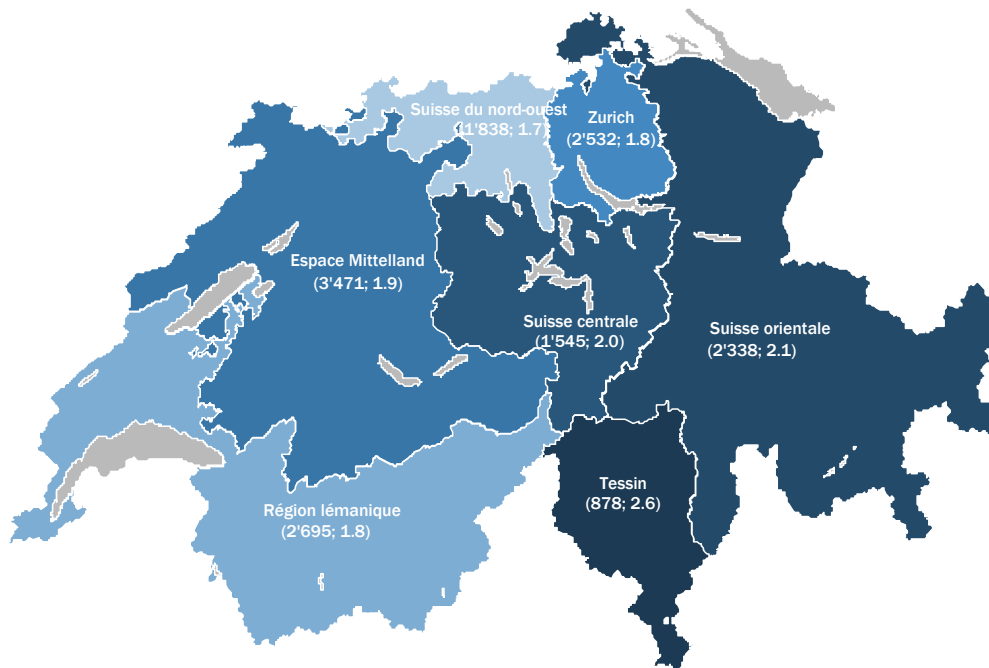 Suisse du nord-ouest
(1'838; 1.7)
Zurich
(2'532; 1.8)
Espace Mittelland
(3'471; 1.9)
Suisse centrale
(1'545; 2.0)
Suisse orientale
(2'338; 2.1)
Tessin
(878; 2.6)
Région lémanique
(2'695; 1.8)